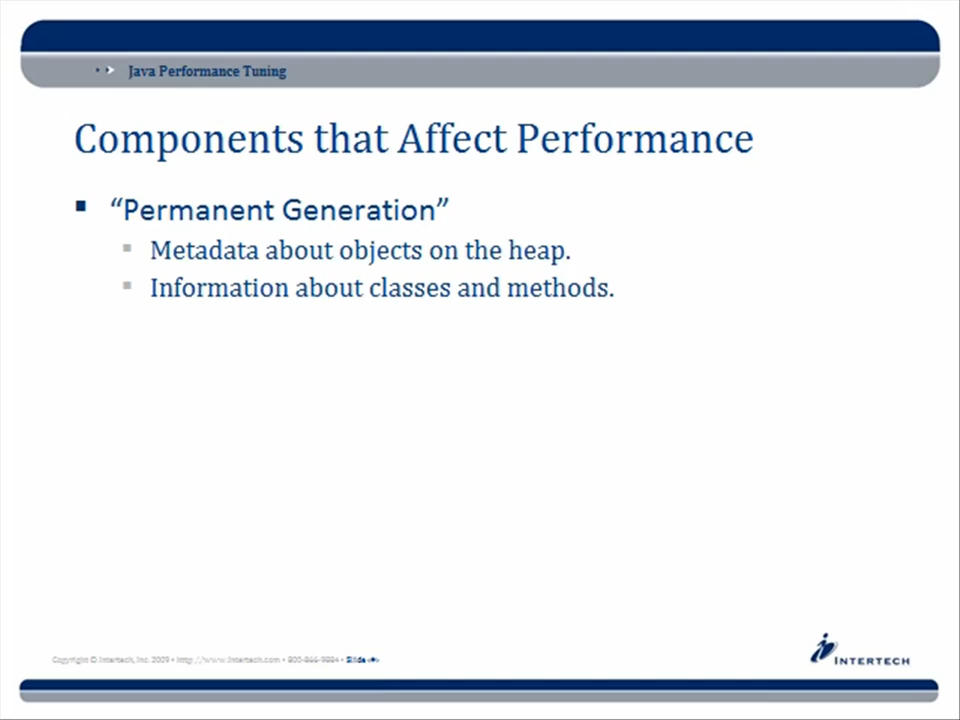 Java Performance Tuning
Components that Affect Performance
“Permanent Generation”
Metadata about objects on the heap.
Information about classes and methods.
Copyright © Intertech, Inc. 2009 • http://www.Intertech.com • 800-866-9884 • Slide ‹#›
INTERTECH